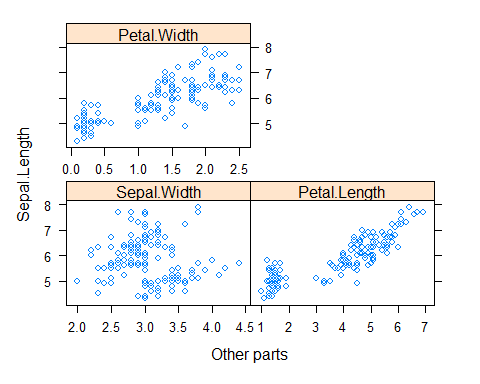 Petal.Width
5 6 7 8
0.0 0.5 1.0 1.5 2.0 2.5
Sepal.Length
Sepal.Width
Petal.Length
5 6 7 8
2.0 2.5 3.0 3.5 4.0 4.5
1 2 3 4 5 6 7
Other parts